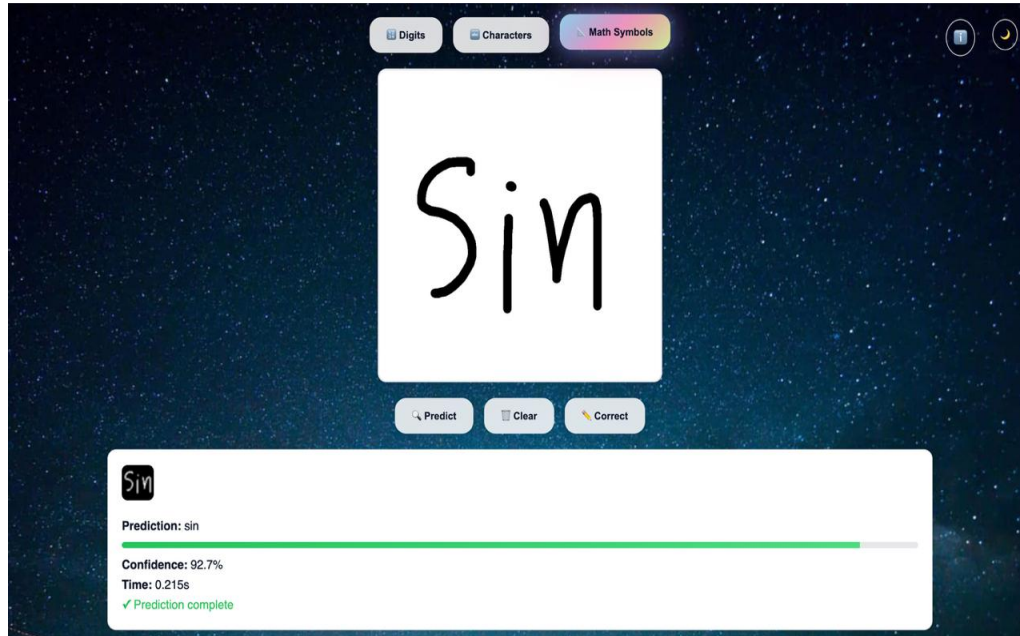 Digits Characters Math Symbols
Sin
Predict Clear Correct
Sin
Prediction: sin
Confidence: 92.7%
Time: 0.215s
✓ Prediction complete